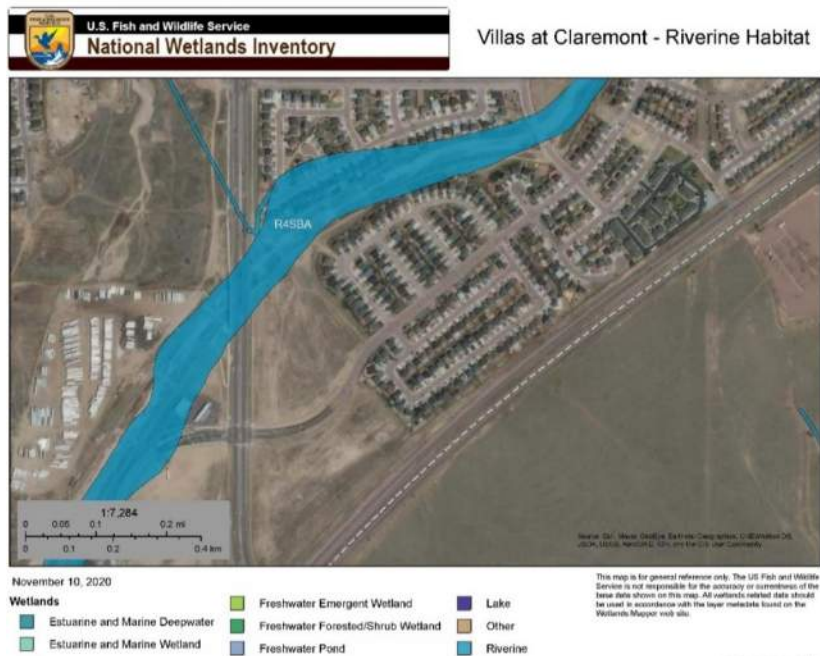 U.S. Fish and Wildlife Service
National Wetlands Inventory
Villas at Claremont - Riverine Habitat
R4SBA
1:7,284
0 0.05 0.1 0.2 mi
0 0.1 0.2 0.4 km
November 10, 2020
This map is for general reference only. The US Fish and Wildlife
Service is not responsible for the accuracy or currentness of the
base data shown on this map. All wetlands related data should
be used in accordance with the layer metadata found on the
Wetlands Mapper web site.
Wetlands
Estuarine and Marine Deepwater
Estuarine and Marine Wetland
Freshwater Emergent Wetland
Freshwater Forested/Shrub Wetland
Freshwater Pond
Lake
Other
Riverine